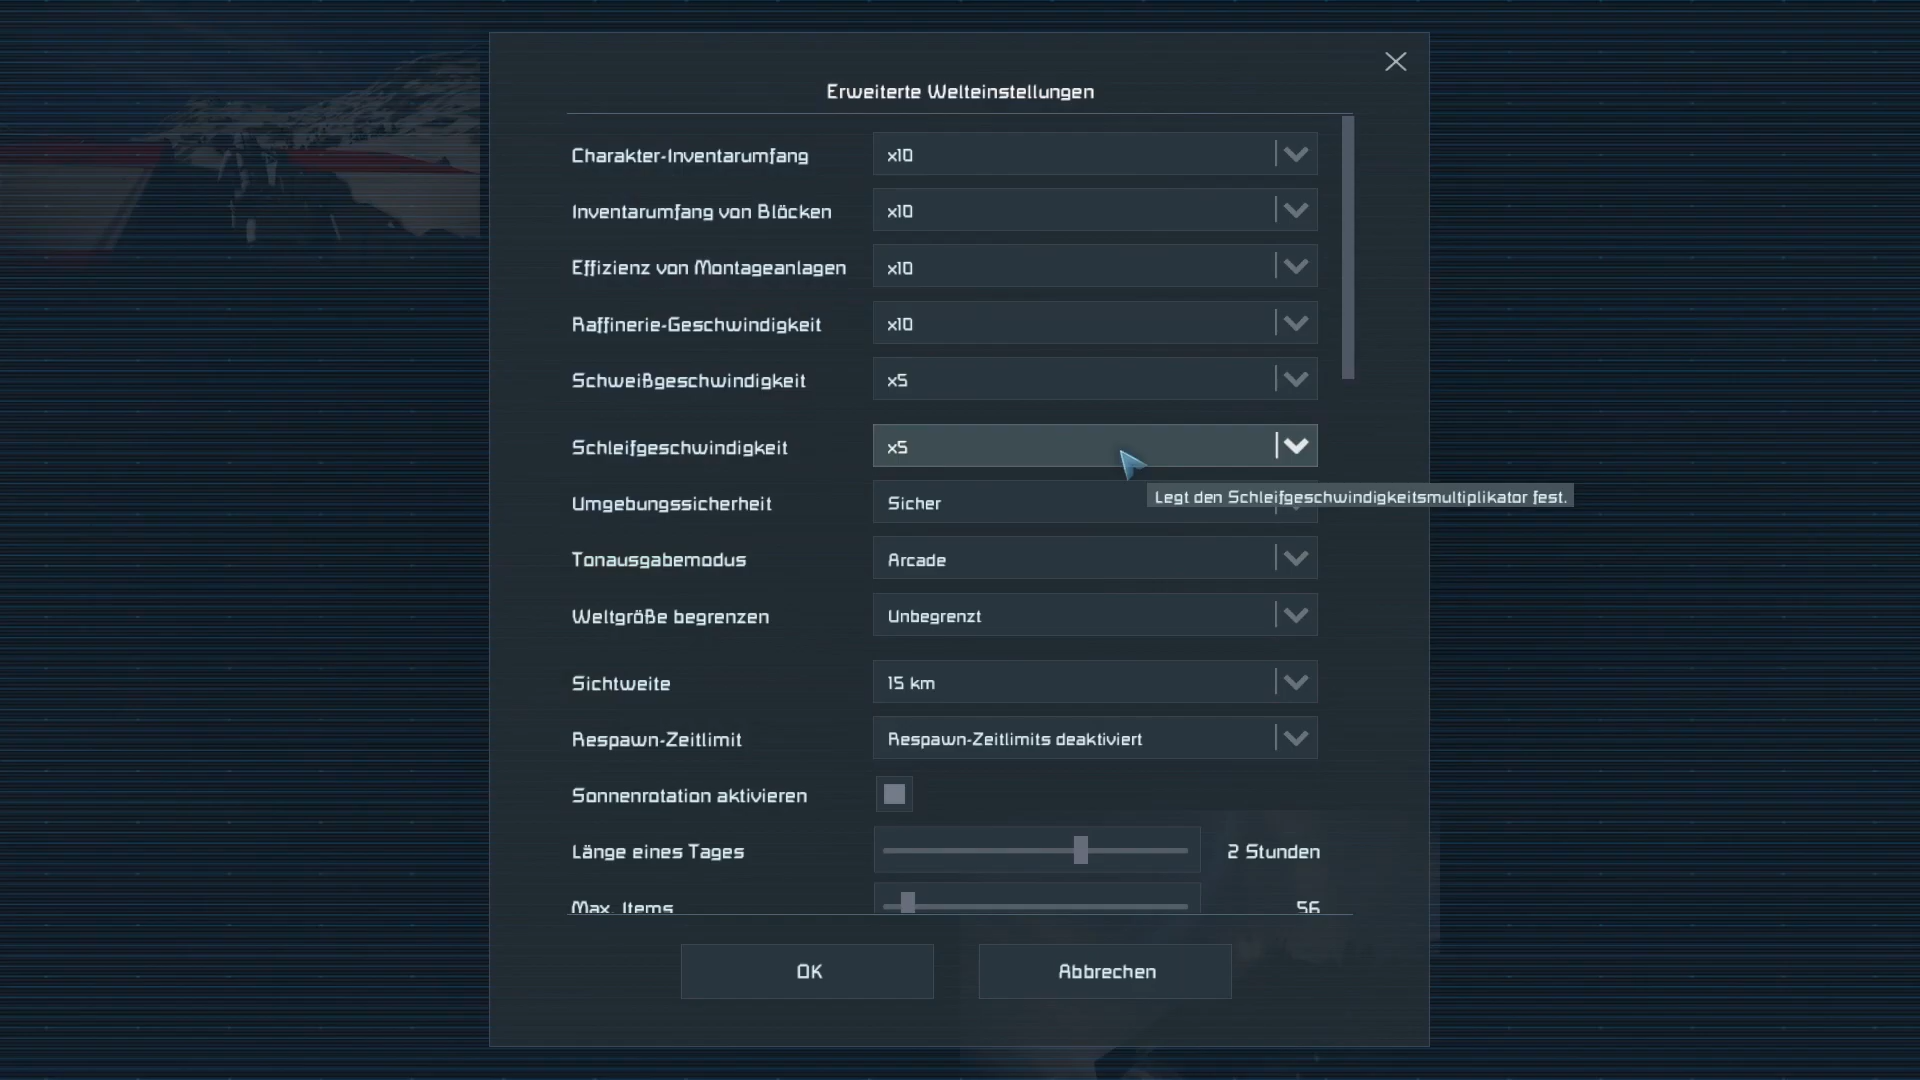 Erweiterte Welteinstellungen
Charakter-Inventarumfang x10
Inventarumfang von Blöcken x10
Effizienz von Montageanlagen x10
Raffinerie-Geschwindigkeit x10
Schweißgeschwindigkeit x5
Schleifgeschwindigkeit x5
Legt den Schleifgeschwindigkeitsmultiplikator fest.
Umgebungssicherheit Sicher
Tonausgabemodus Arcade
Weltgröße begrenzen Unbegrenzt
Sichtweite 15 km
Respawn-Zeitlimit Respawn-Zeitlimits deaktiviert
Sonnenrotation aktivieren
Länge eines Tages 2 Stunden
Max. Items 56
OK Abbrechen